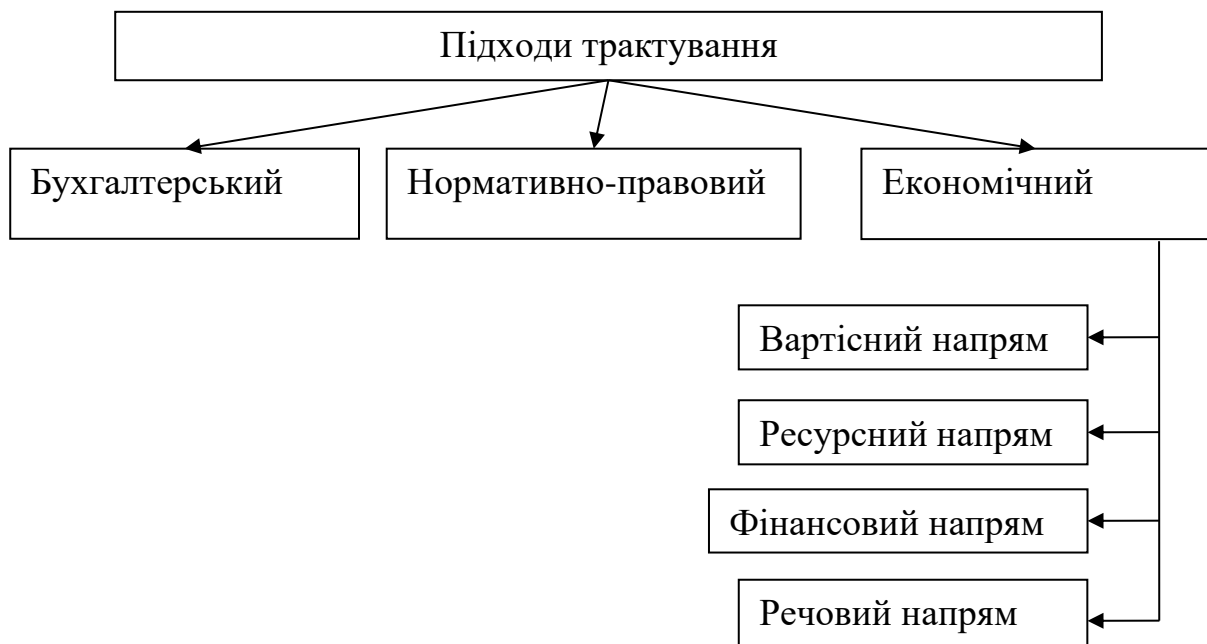 Підходи трактування
Бухгалтерський
Нормативно-правовий
Економічний
Вартісний напрям
Ресурсний напрям
Фінансовий напрям
Речовий напрям